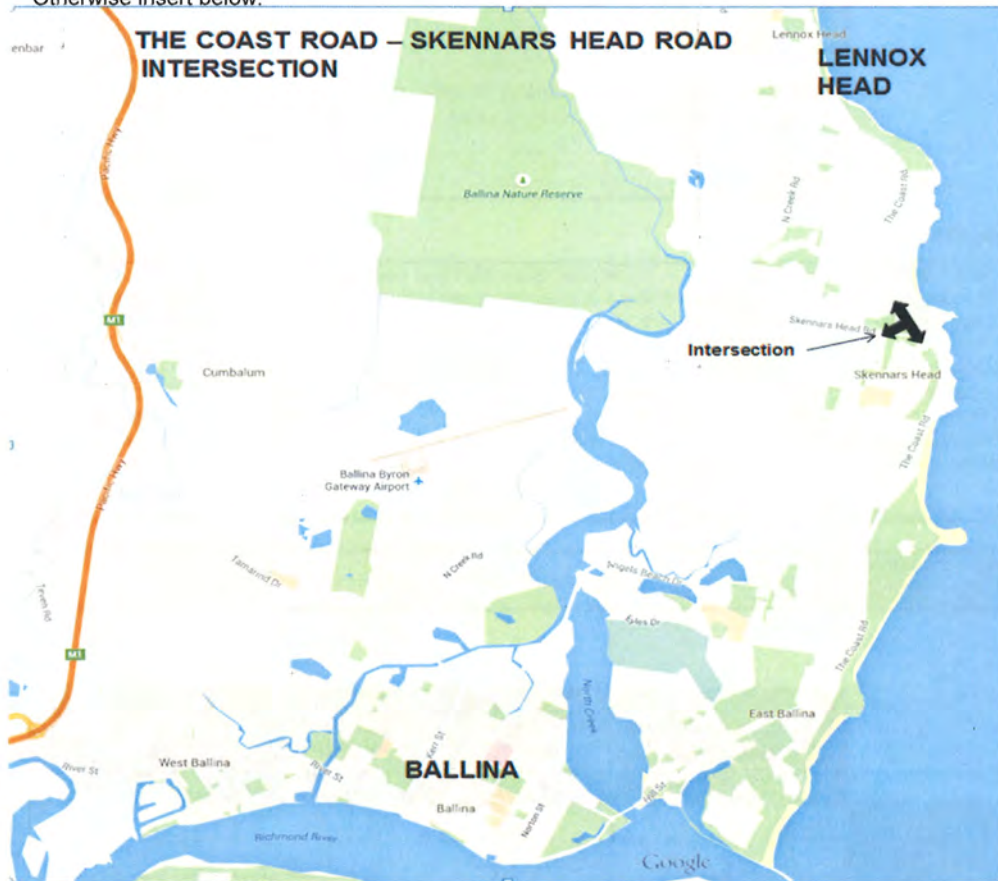 Otherwise insert below.
THE COAST ROAD – SKENNARS HEAD ROAD
INTERSECTION
Lennox Head
LENNOX
HEAD
enbar
Pacific Hwy
Ballina Nature Reserve
N Creek Rd
The Coast Rd
M1
Skennars Head Rd
Intersection
Skennars Head
Cumbalum
The Coast Rd
Pacific Hwy
Ballina Byron
Gateway Airport
N Creek Rd
Tamarind Dr
Angels Beach Dr
Teven Rd
The Coast Rd
M1
North Creek
East Ballina
Kerr St
West Ballina
River St
River St
BALLINA
Ballina
Norton St
Hill St
Richmond River
Google